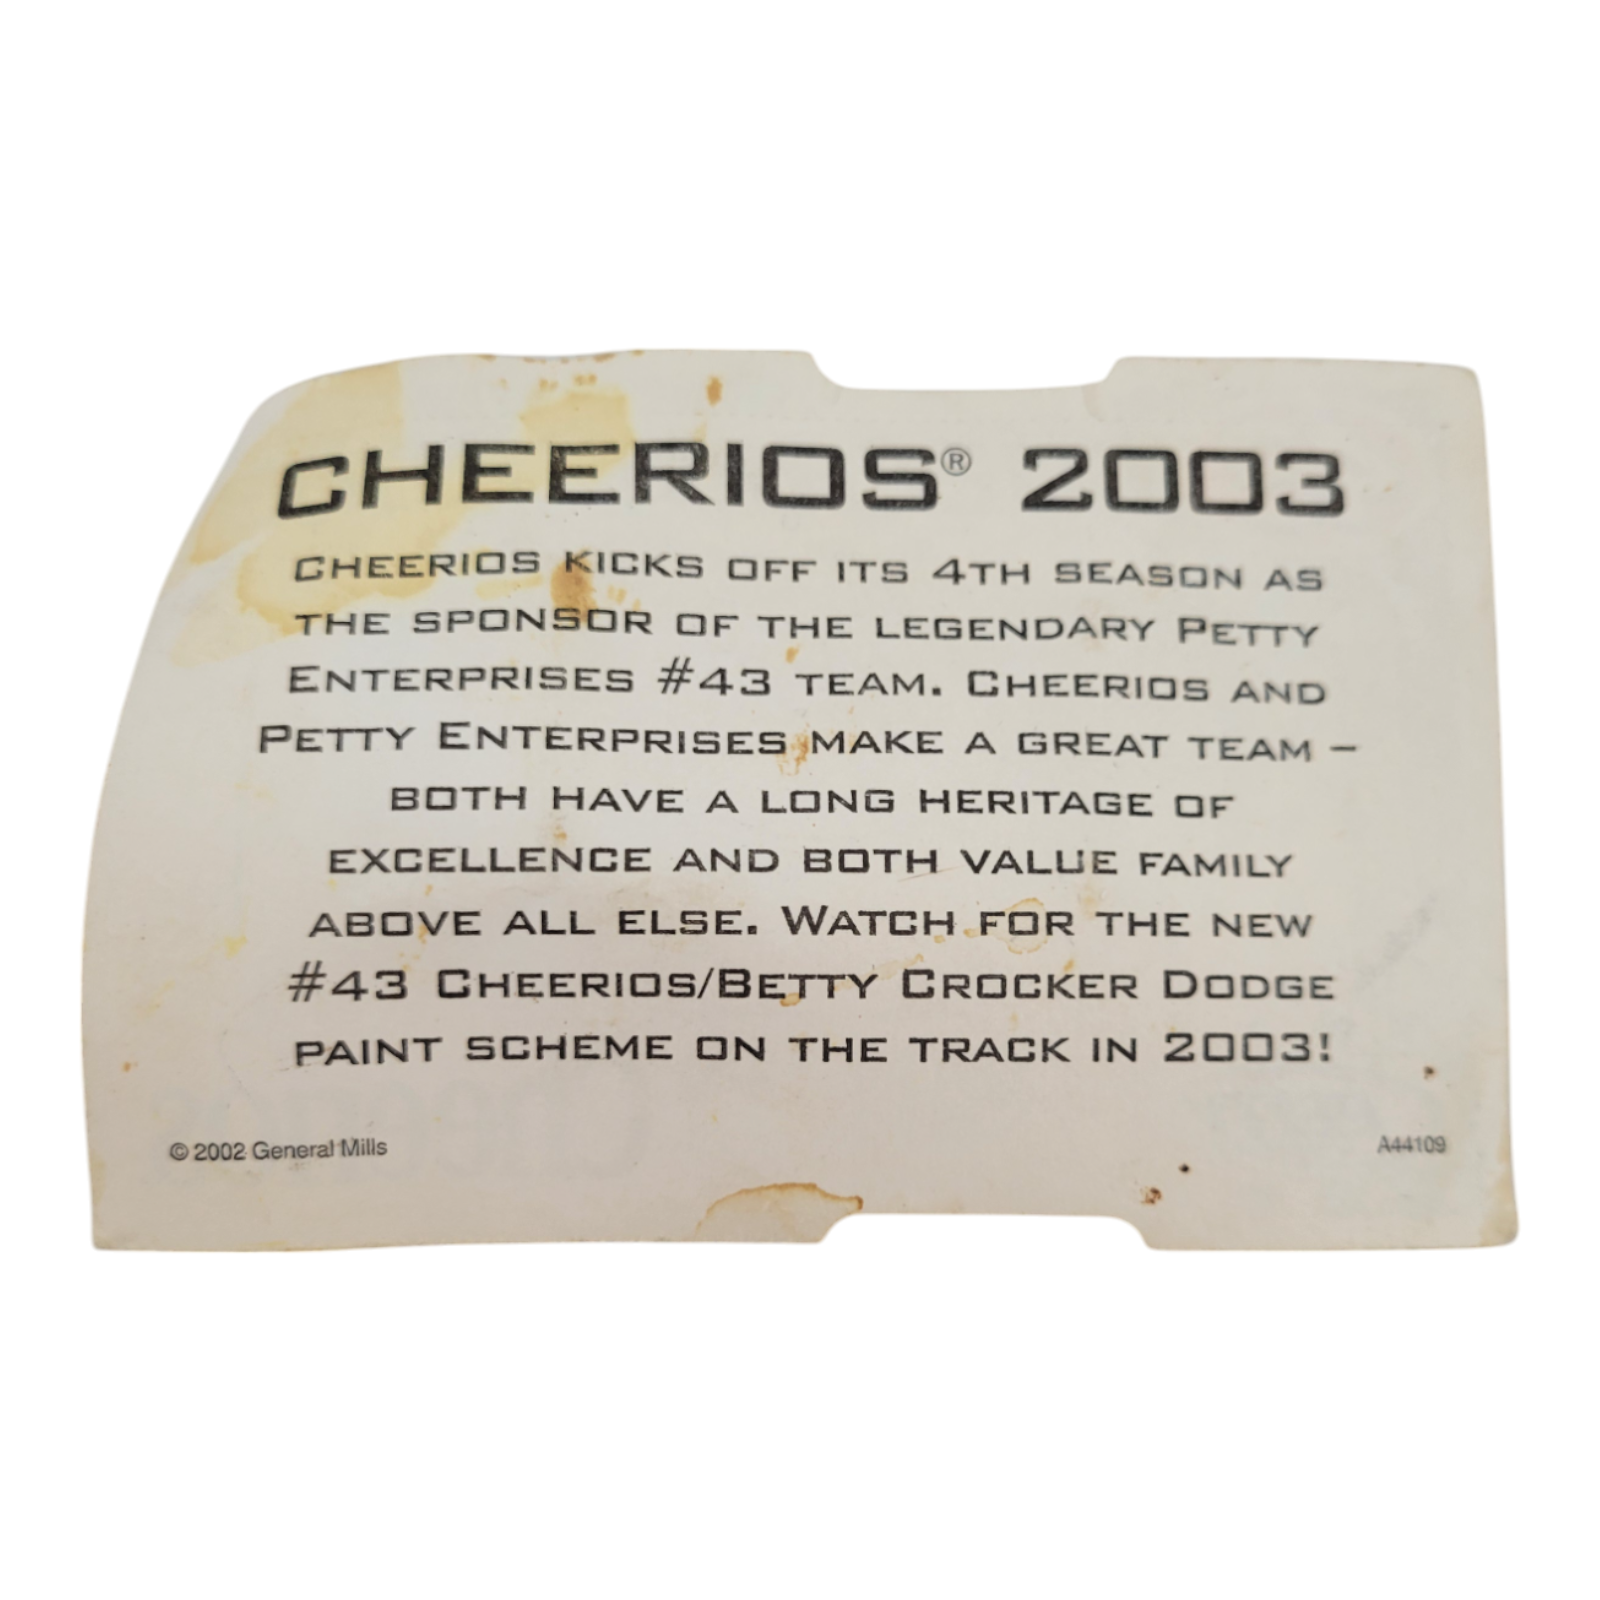 CHEERIOS® 2003
CHEERIOS KICKS OFF ITS 4TH SEASON AS
THE SPONSOR OF THE LEGENDARY PETTY
ENTERPRISES #43 TEAM. CHEERIOS AND
PETTY ENTERPRISES MAKE A GREAT TEAM –
BOTH HAVE A LONG HERITAGE OF
EXCELLENCE AND BOTH VALUE FAMILY
ABOVE ALL ELSE. WATCH FOR THE NEW
#43 CHEERIOS/BETTY CROCKER DODGE
PAINT SCHEME ON THE TRACK IN 2003!
© 2002 General Mills
A44109